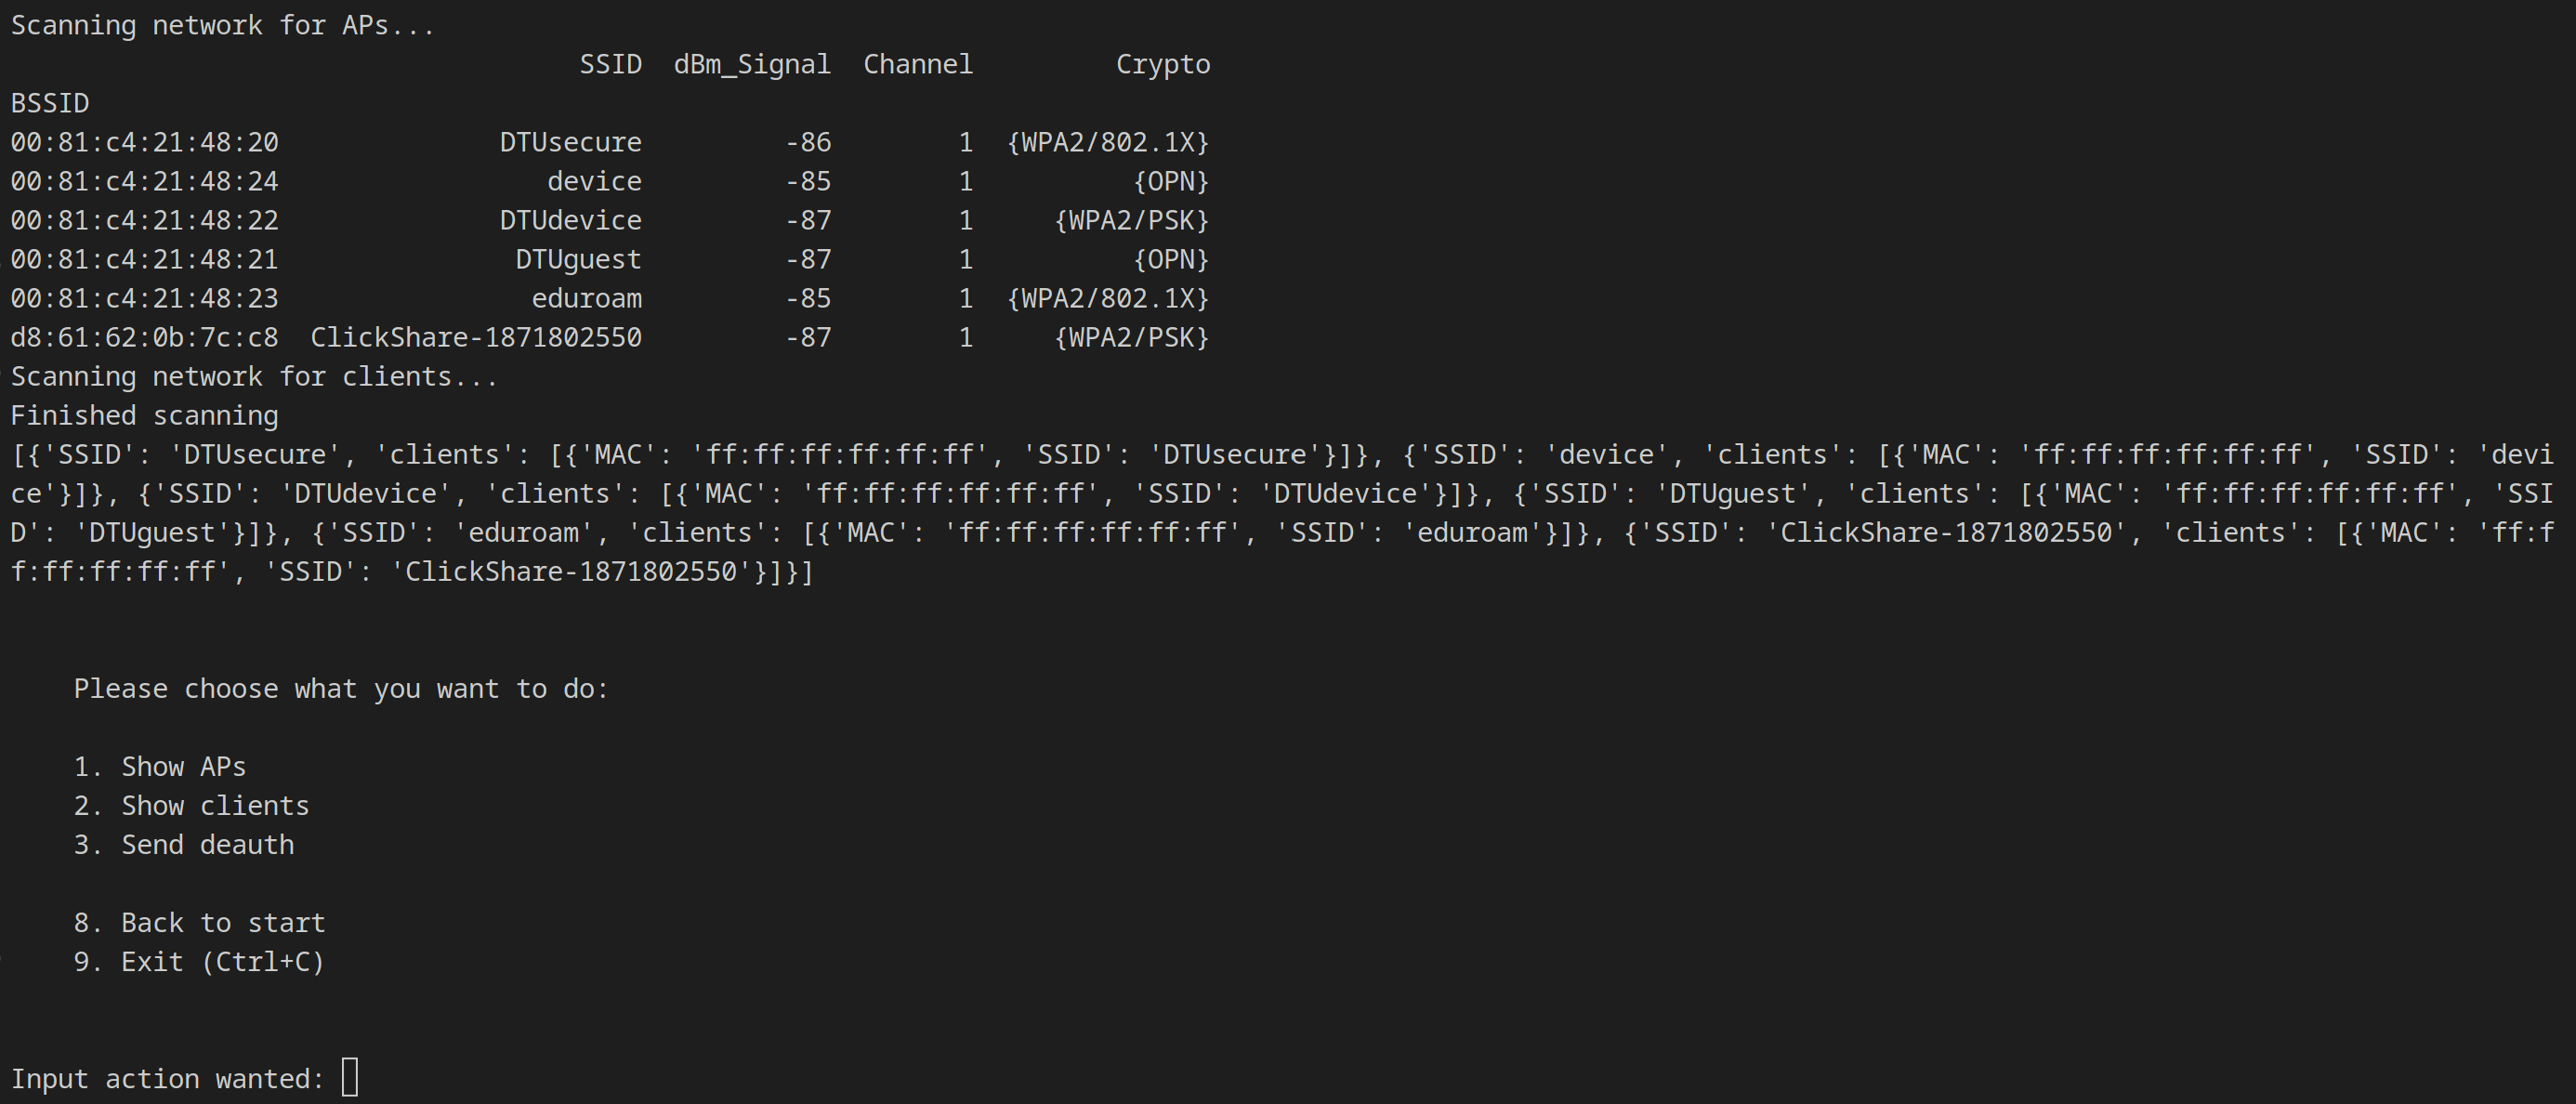 Scanning network for APs...
SSID  dBm_Signal  Channel         Crypto
BSSID
00:81:c4:21:48:20              DTUsecure         -86        1  {WPA2/802.1X}
00:81:c4:21:48:24                 device         -85        1          {OPN}
00:81:c4:21:48:22              DTUdevice         -87        1     {WPA2/PSK}
00:81:c4:21:48:21               DTUguest         -87        1          {OPN}
00:81:c4:21:48:23                eduroam         -85        1  {WPA2/802.1X}
d8:61:62:0b:7c:c8  ClickShare-1871802550         -87        1     {WPA2/PSK}
Scanning network for clients...
Finished scanning
[{'SSID': 'DTUsecure', 'clients': [{'MAC': 'ff:ff:ff:ff:ff:ff', 'SSID': 'DTUsecure'}]}, {'SSID': 'device', 'clients': [{'MAC': 'ff:ff:ff:ff:ff:ff', 'SSID': 'devi
ce'}]}, {'SSID': 'DTUdevice', 'clients': [{'MAC': 'ff:ff:ff:ff:ff:ff', 'SSID': 'DTUdevice'}]}, {'SSID': 'DTUguest', 'clients': [{'MAC': 'ff:ff:ff:ff:ff:ff', 'SSI
D': 'DTUguest'}]}, {'SSID': 'eduroam', 'clients': [{'MAC': 'ff:ff:ff:ff:ff:ff', 'SSID': 'eduroam'}]}, {'SSID': 'ClickShare-1871802550', 'clients': [{'MAC': 'ff:f
f:ff:ff:ff:ff', 'SSID': 'ClickShare-1871802550'}]}]
Please choose what you want to do:
1. Show APs
2. Show clients
3. Send deauth
8. Back to start
9. Exit (Ctrl+C)
Input action wanted: